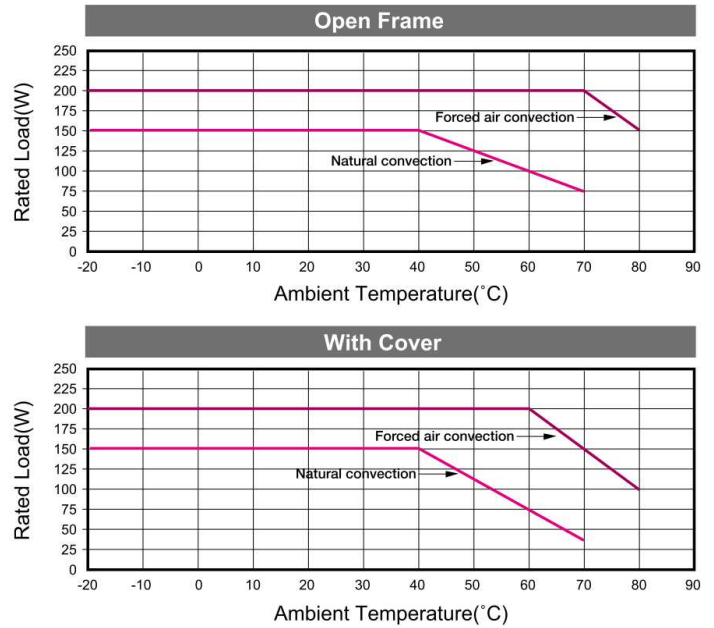 Open Frame
Rated Load(W)
250
225
200
175
150
125
100
75
50
25
0
Forced air convection
Natural convection
-20 -10 0 10 20 30 40 50 60 70 80 90
Ambient Temperature(˚C)
With Cover
Rated Load(W)
250
225
200
175
150
125
100
75
50
25
0
Forced air convection
Natural convection
-20 -10 0 10 20 30 40 50 60 70 80 90
Ambient Temperature(˚C)